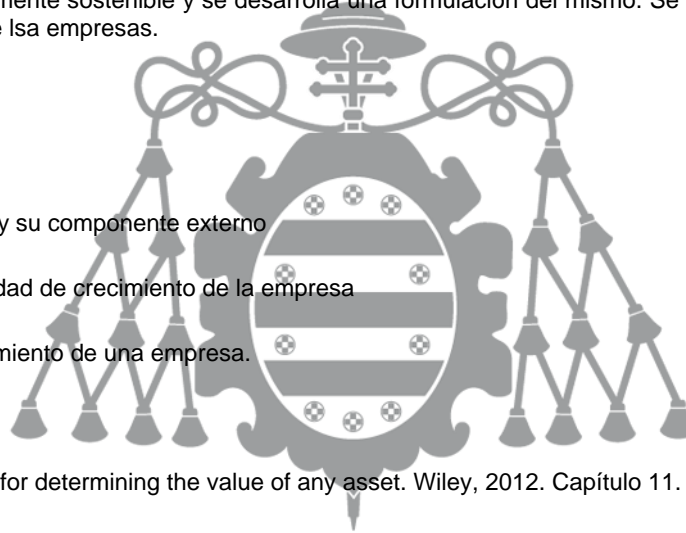 mente sostenible y se desarrolla una formulación del mismo. Se
e lsa empresas.
y su componente externo
dad de crecimiento de la empresa
miento de una empresa.
for determining the value of any asset. Wiley, 2012. Capítulo 11.